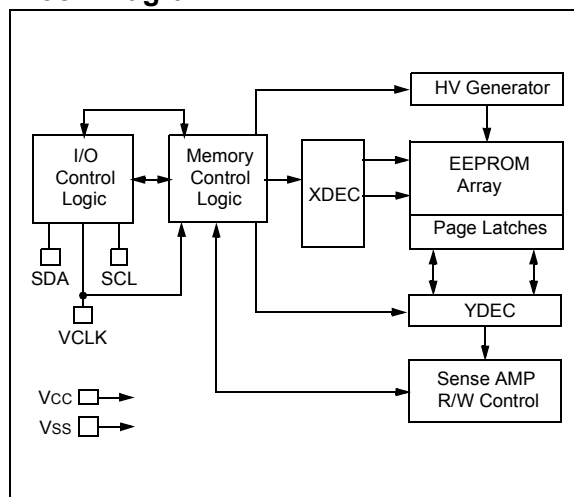 HV Generator
I/O
Control
Logic
Memory
Control
Logic
XDEC
EEPROM
Array
Page Latches
SDA
SCL
VCLK
YDEC
Sense AMP
R/W Control
VCC
VSS